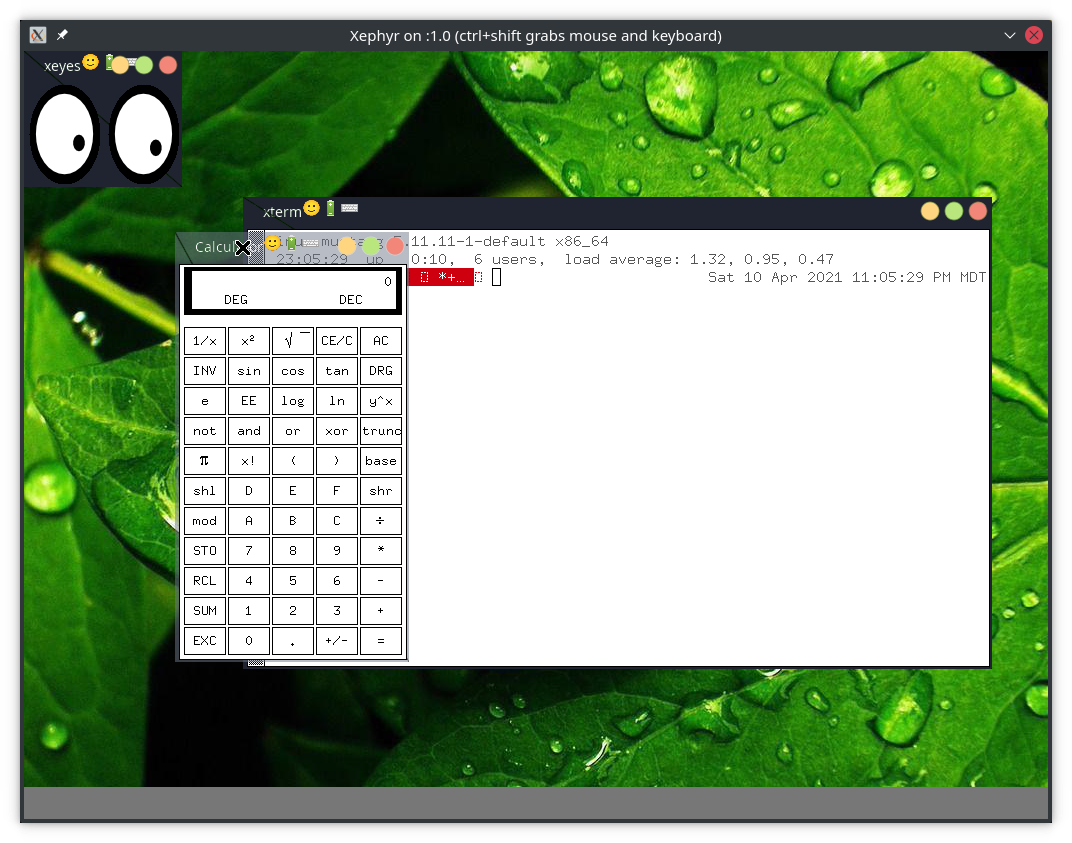 Xephyr on :1.0 (ctrl+shift grabs mouse and keyboard)
xeyes
xterm
.11.11-1-default x86_64
23:05:29 up 0:10, 6 users, load average: 1.32, 0.95, 0.47
*+… Sat 10 Apr 2021 11:05:29 PM MDT
0
DEG DEC
1/x x² √‾ CE/C AC
INV sin cos tan DRG
e EE log ln y^x
not and or xor trunc
π x! ( ) base
shl D E F shr
mod A B C ÷
STO 7 8 9 *
RCL 4 5 6 -
SUM 1 2 3 +
EXC 0 . +/- =